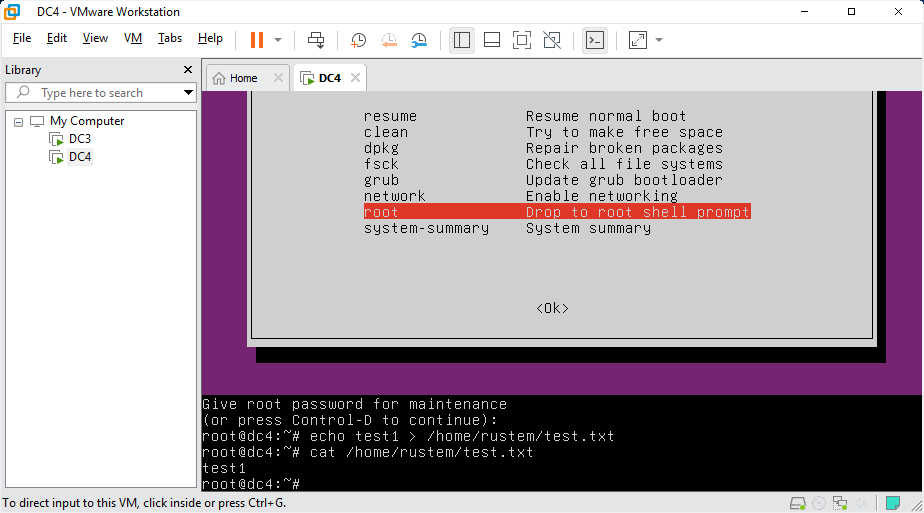 DC4 - VMware Workstation
File Edit View VM Tabs Help
Library
Type here to search
My Computer
DC3
DC4
Home
DC4
resume Resume normal boot
clean Try to make free space
dpkg Repair broken packages
fsck Check all file systems
grub Update grub bootloader
network Enable networking
root Drop to root shell prompt
system-summary System summary
<Ok>
Give root password for maintenance
(or press Control-D to continue):
root@dc4:~# echo test1 > /home/rustem/test.txt
root@dc4:~# cat /home/rustem/test.txt
test1
root@dc4:~#
To direct input to this VM, click inside or press Ctrl+G.